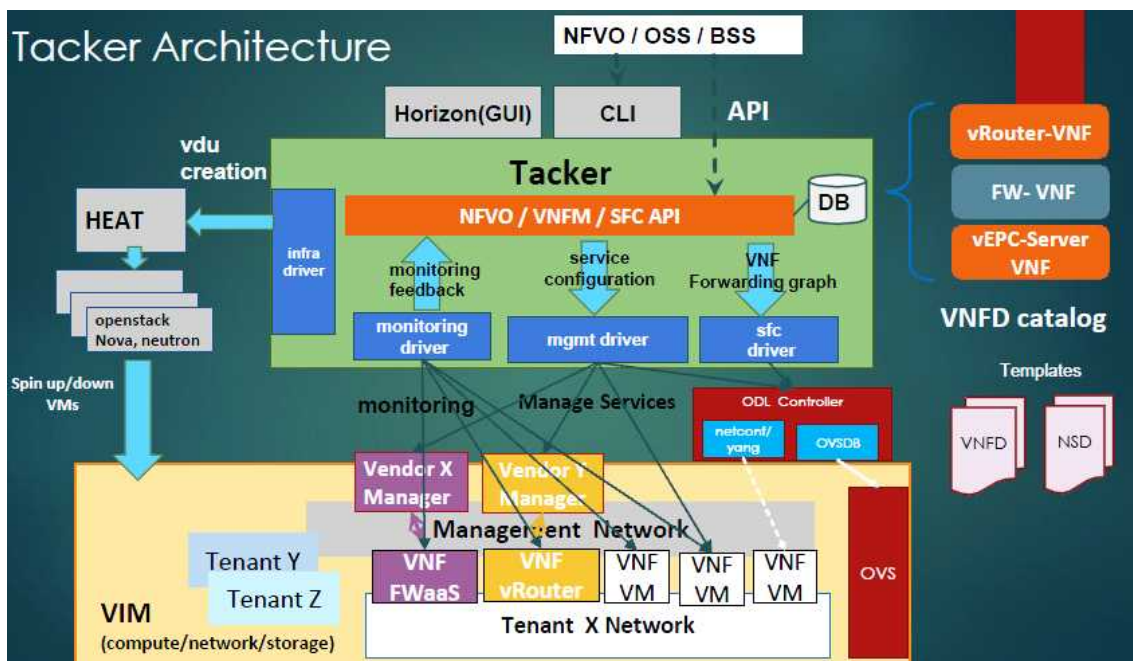 Tacker Architecture
NFVO / OSS / BSS
Horizon(GUI)
CLI
API
vdu
creation
Tacker
HEAT
NFVO / VNFM / SFC API
DB
infra
driver
monitoring
feedback
service
configuration
VNF
Forwarding graph
openstack
Nova, neutron
monitoring
driver
mgmt driver
sfc
driver
vRouter-VNF
FW- VNF
vEPC-Server
VNF
VNFD catalog
Templates
VNFD
NSD
Spin up/down
VMs
monitoring
Manage Services
ODL Controller
netconf/
yang
OVSDB
Vendor X
Manager
Vendor Y
Manager
Management Network
Tenant Y
Tenant Z
VNF
FWaaS
VNF
vRouter
VNF
VM
VNF
VM
VNF
VM
OVS
VIM
(compute/network/storage)
Tenant X Network